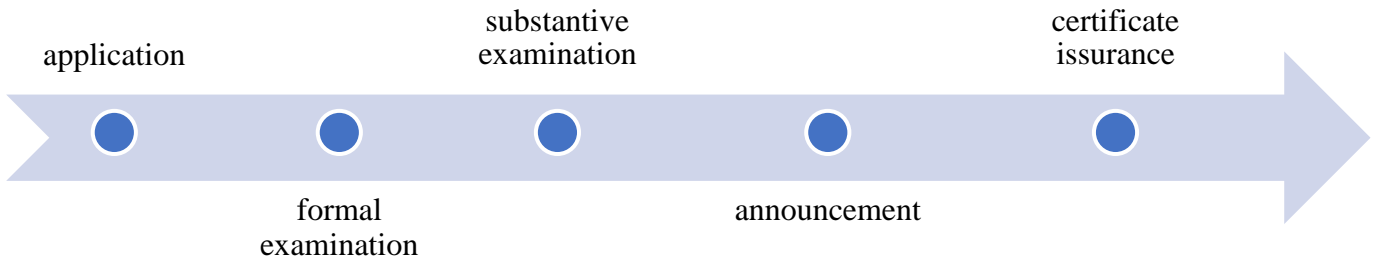 application
formal
examination
substantive
examination
announcement
certificate
issurance